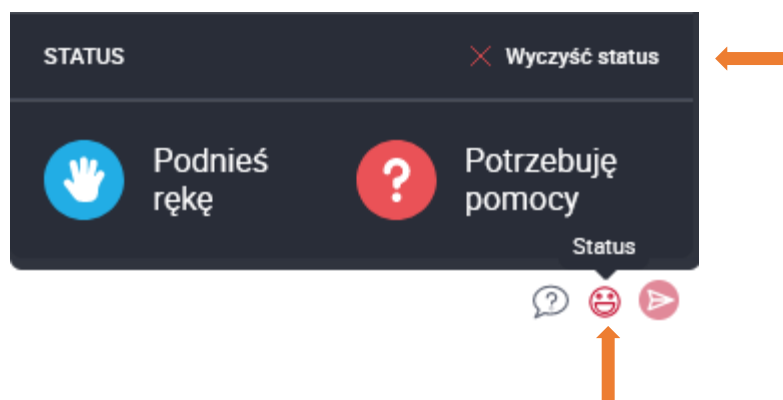 STATUS
Wyczyść status
Podnieś
rękę
Potrzebuję
pomocy
Status